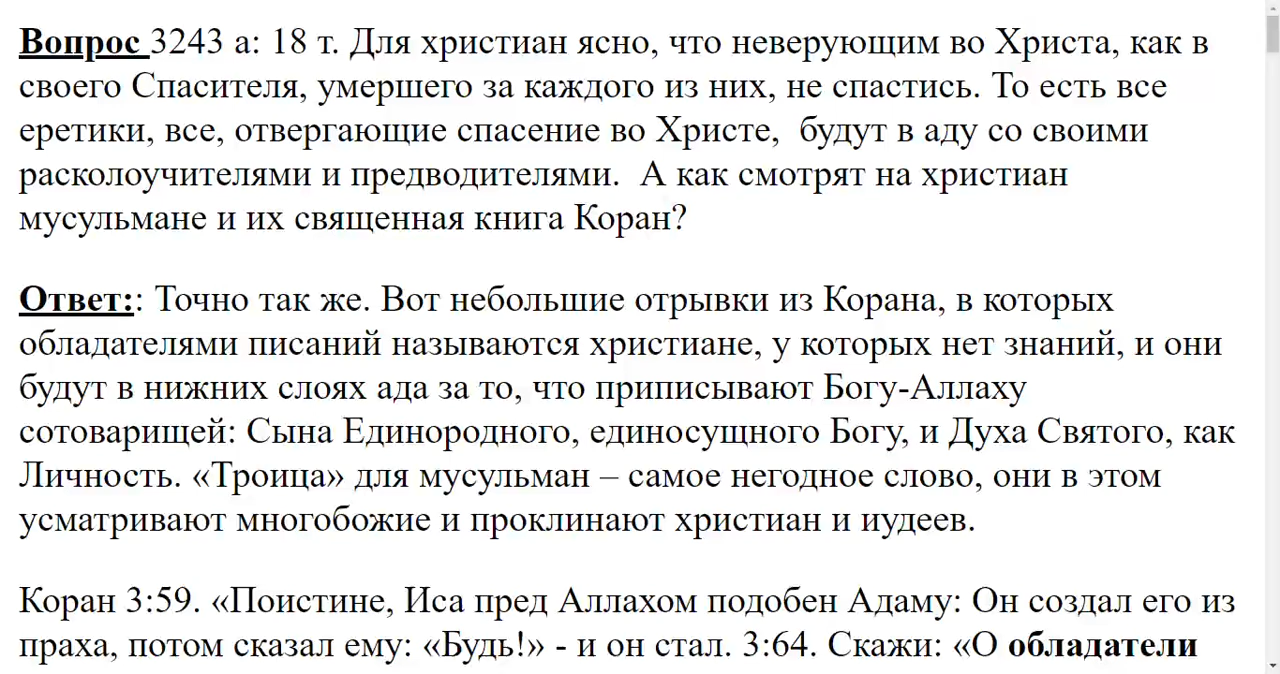 Вопрос 3243 а: 18 т. Для христиан ясно, что неверующим во Христа, как в
своего Спасителя, умершего за каждого из них, не спастись. То есть все
еретики, все, отвергающие спасение во Христе,  будут в аду со своими
расколоучителями и предводителями.  А как смотрят на христиан
мусульмане и их священная книга Коран?
Ответ:: Точно так же. Вот небольшие отрывки из Корана, в которых
обладателями писаний называются христиане, у которых нет знаний, и они
будут в нижних слоях ада за то, что приписывают Богу-Аллаху
сотоварищей: Сына Единородного, единосущного Богу, и Духа Святого, как
Личность. «Троица» для мусульман – самое негодное слово, они в этом
усматривают многобожие и проклинают христиан и иудеев.
Коран 3:59. «Поистине, Иса пред Аллахом подобен Адаму: Он создал его из
праха, потом сказал ему: «Будь!» - и он стал. 3:64. Скажи: «О обладатели